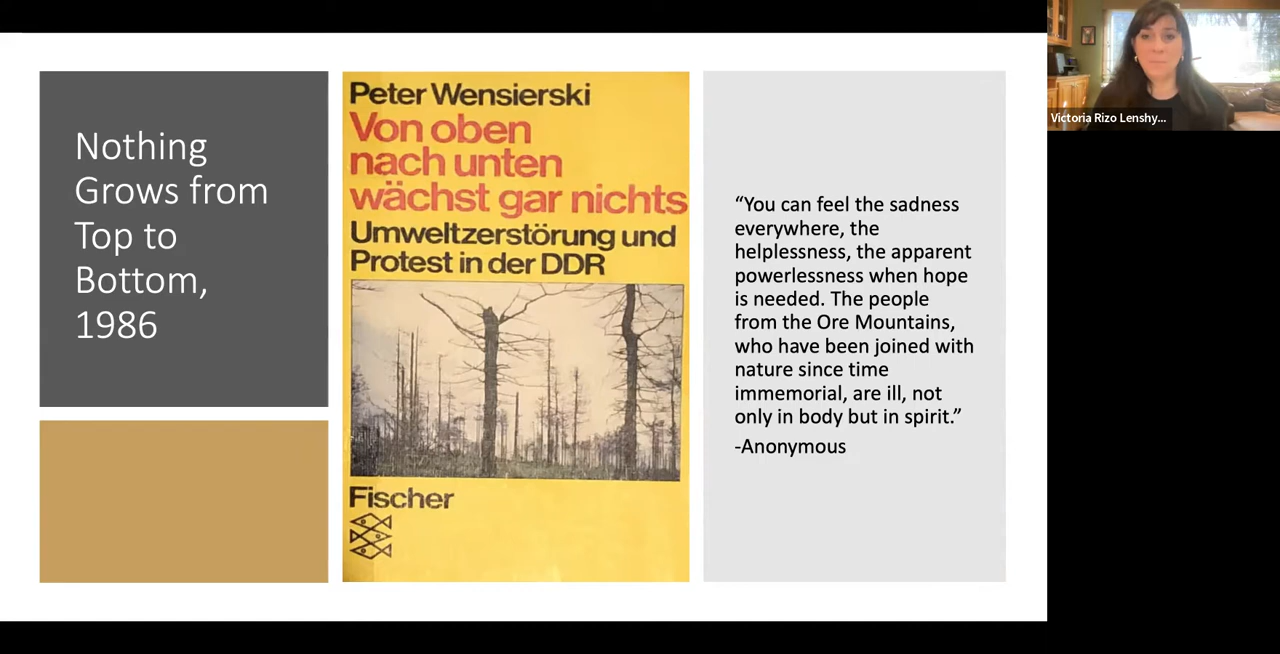 Nothing
Grows from
Top to
Bottom,
1986
Peter Wensierski
Von oben
nach unten
wächst gar nichts
Umweltzerstörung und
Protest in der DDR
Fischer
“You can feel the sadness
everywhere, the
helplessness, the apparent
powerlessness when hope
is needed. The people
from the Ore Mountains,
who have been joined with
nature since time
immemorial, are ill, not
only in body but in spirit.”
-Anonymous
Victoria Rizo Lenshy...